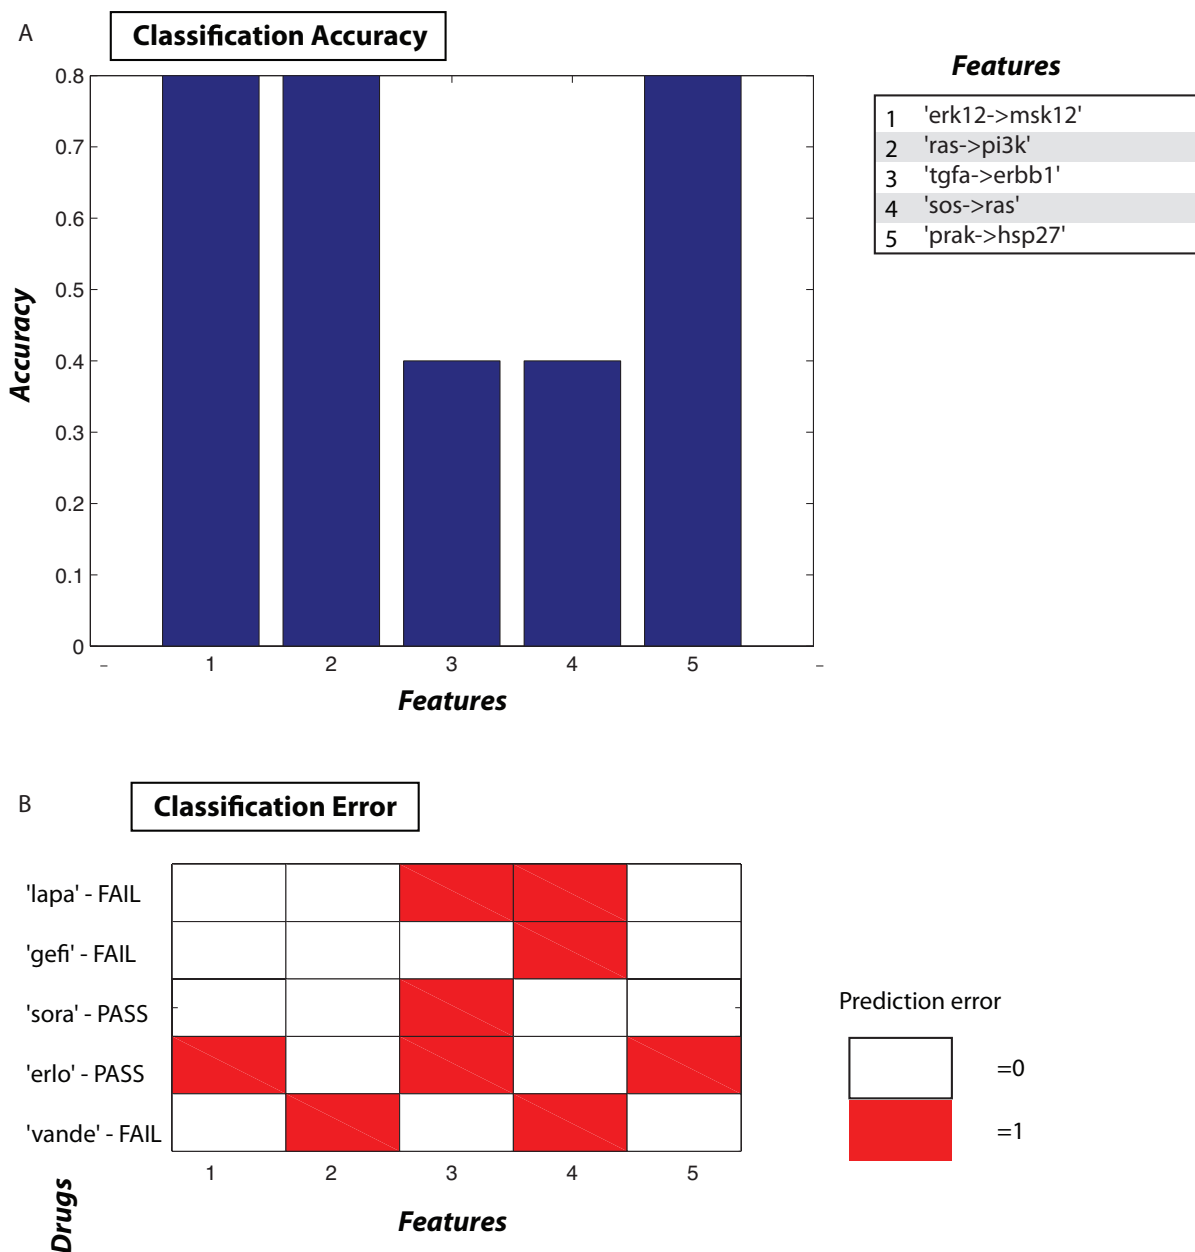 A
Classification Accuracy
0.8
0.7
0.6
0.5
0.4
0.3
0.2
0.1
0
Accuracy
1 2 3 4 5
Features
Features
1 'erk12->msk12'
2 'ras->pi3k'
3 'tgfa->erbb1'
4 'sos->ras'
5 'prak->hsp27'
B
Classification Error
'lapa' - FAIL
'gefi' - FAIL
'sora' - PASS
'erlo' - PASS
'vande' - FAIL
Drugs
1 2 3 4 5
Features
Prediction error
=0
=1